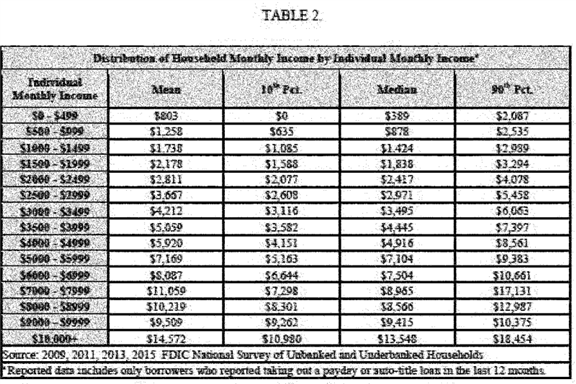 TABLE 2.
Distribution of Household Monthly Income by Individual Monthly Income*
Individual Monthly Income Mean 10th Pct. Median 90th Pct.
$0 - $499 $803 $0 $389 $2,087
$500 - $999 $1,258 $635 $878 $2,535
$1000 - $1499 1,738 $1,085 $1,424 $2,989
$1500 - $1999 $2,178 $1,588 $1,838 $3,294
$2000 - $2499 $2,811 $2,077 $2,417 $4,078
$2500 - $2999 $3,667 $2,608 $2,971 $5,458
$3000 - $3499 $4,212 $3,116 $3,495 $6,063
$3500 - $3999 $5,059 $3,582 $4,445 $7,397
$4000 - $4999 $5,920 $4,151 $4,916 $8,561
$5000 - $5999 $7,169 $5,163 $7,104 $9,383
$6000 - $6999 $8,087 $6,644 $7,504 $10,661
$7000 - $7999 $11,059 $7,298 $8,965 $17,131
$8000 - $8999 $10,219 $8,301 $8,566 $12,987
$9000 - $9999 $9,509 $9,262 $9,415 $10,375
$10,000+ $14,572 $10,980 $13,548 $18,454
Source: 2009, 2011, 2013, 2015 FDIC National Survey of Unbanked and Underbanked Households
*Reported data includes only borrowers who reported taking out a payday or auto-title loan in the last 12 months.